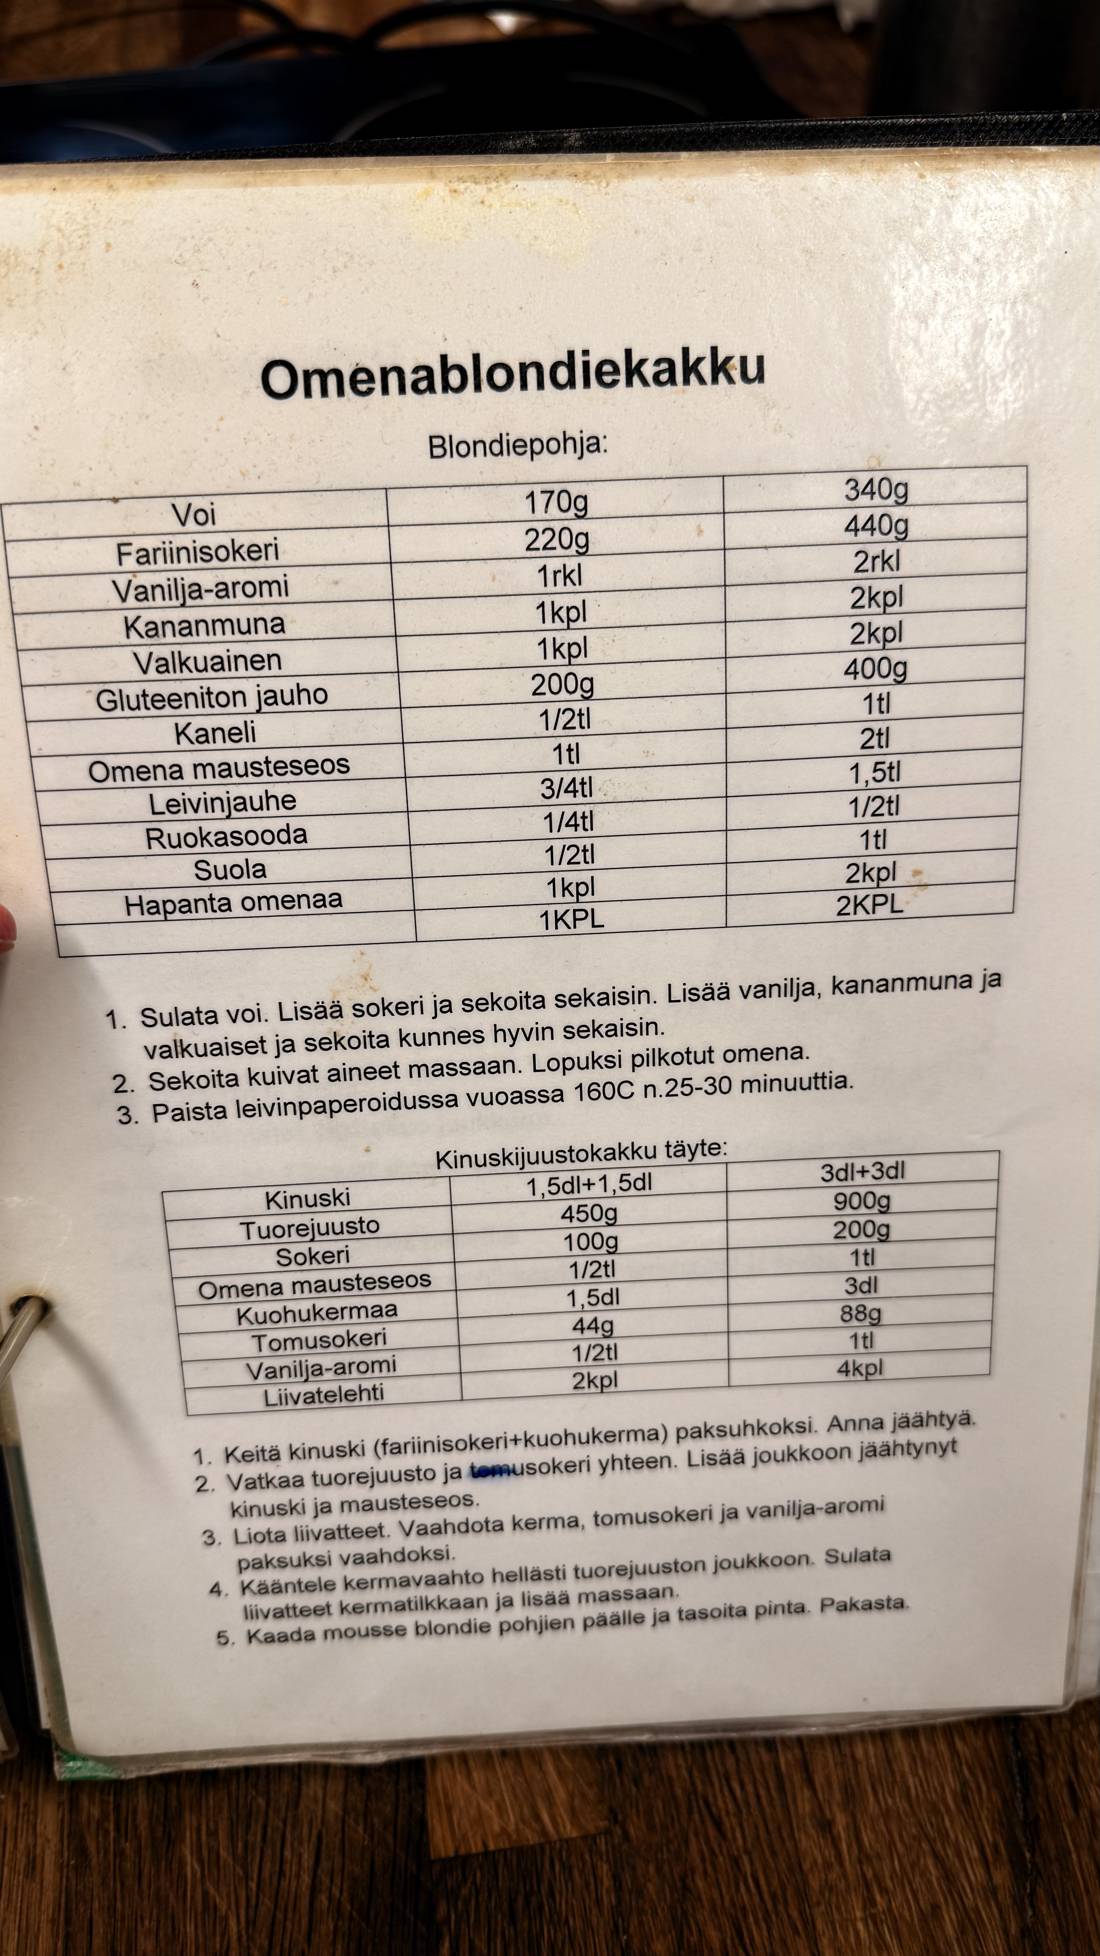 Omenablondiekakku
Blondiepohja:
Voi 170g 340g
Fariinisokeri 220g 440g
Vanilja-aromi 1rkl 2rkl
Kananmuna 1kpl 2kpl
Valkuainen 1kpl 2kpl
Gluteeniton jauho 200g 400g
Kaneli 1/2tl 1tl
Omena mausteseos 1tl 2tl
Leivinjauhe 3/4tl 1,5tl
Ruokasooda 1/4tl 1/2tl
Suola 1/2tl 1tl
Hapanta omenaa 1kpl 2kpl
1KPL 2KPL
1. Sulata voi. Lisää sokeri ja sekoita sekaisin. Lisää vanilja, kananmuna ja
valkuaiset ja sekoita kunnes hyvin sekaisin.
2. Sekoita kuivat aineet massaan. Lopuksi pilkotut omena.
3. Paista leivinpaperoidussa vuoassa 160C n.25-30 minuuttia.
Kinuskijuustokakku täyte:
Kinuski 1,5dl+1,5dl 3dl+3dl
Tuorejuusto 450g 900g
Sokeri 100g 200g
Omena mausteseos 1/2tl 1tl
Kuohukermaa 1,5dl 3dl
Tomusokeri 44g 88g
Vanilja-aromi 1/2tl 1tl
Liivatelehti 2kpl 4kpl
1. Keitä kinuski (fariinisokeri+kuohukerma) paksuhkoksi. Anna jäähtyä.
2. Vatkaa tuorejuusto ja tomusokeri yhteen. Lisää joukkoon jäähtynyt
kinuski ja mausteseos.
3. Liota liivatteet. Vaahdota kerma, tomusokeri ja vanilja-aromi
paksuksi vaahdoksi.
4. Kääntele kermavaahto hellästi tuorejuuston joukkoon. Sulata
liivatteet kermatilkkaan ja lisää massaan.
5. Kaada mousse blondie pohjien päälle ja tasoita pinta. Pakasta.